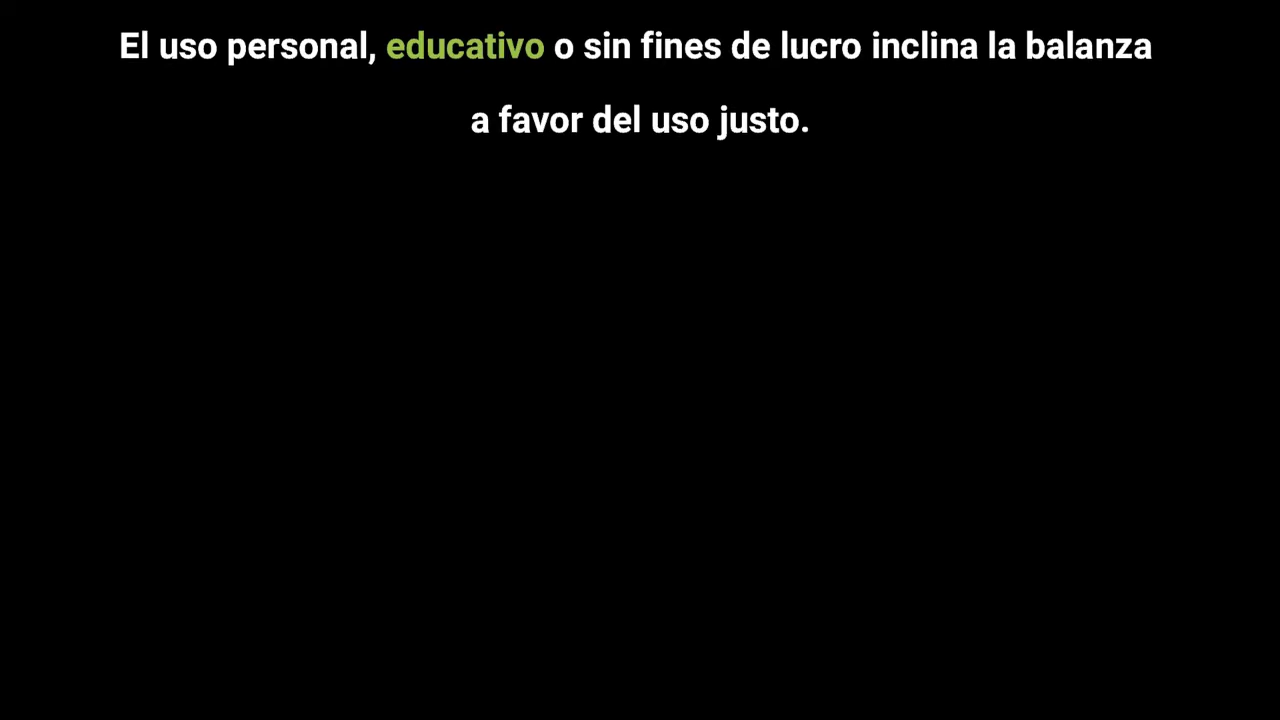 El uso personal, educativo o sin fines de lucro inclina la balanza
a favor del uso justo.